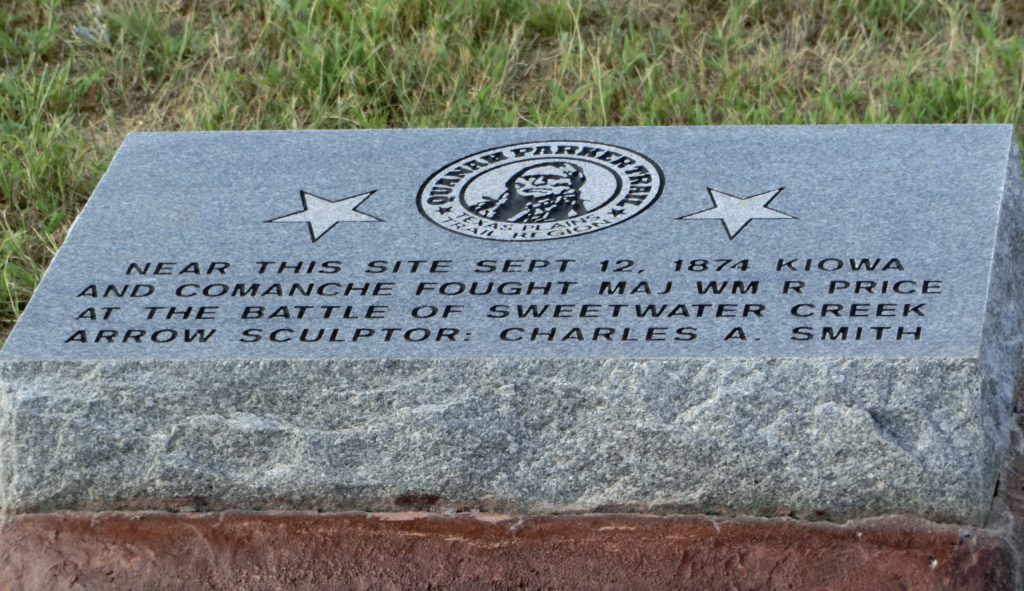 QUANAH PARKER TRAIL
TEXAS PLAINS
TRAIL REGION
NEAR THIS SITE SEPT 12, 1874 KIOWA
AND COMANCHE FOUGHT MAJ WM R PRICE
AT THE BATTLE OF SWEETWATER CREEK
ARROW SCULPTOR: CHARLES A. SMITH